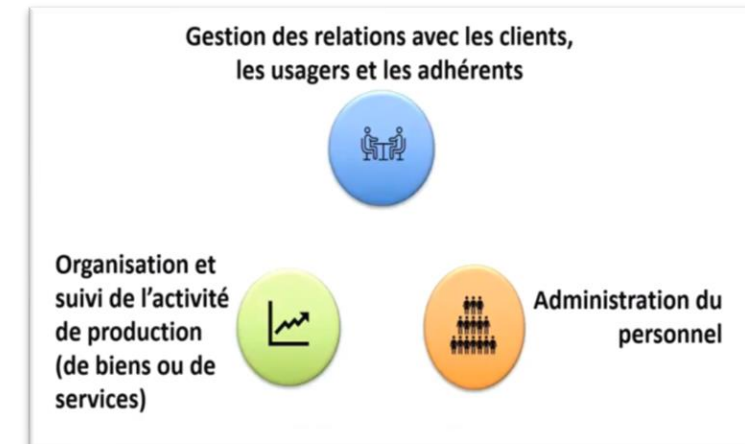 Gestion des relations avec les clients,
les usagers et les adhérents
Organisation et
suivi de l’activité
de production
(de biens ou de
services)
Administration du
personnel